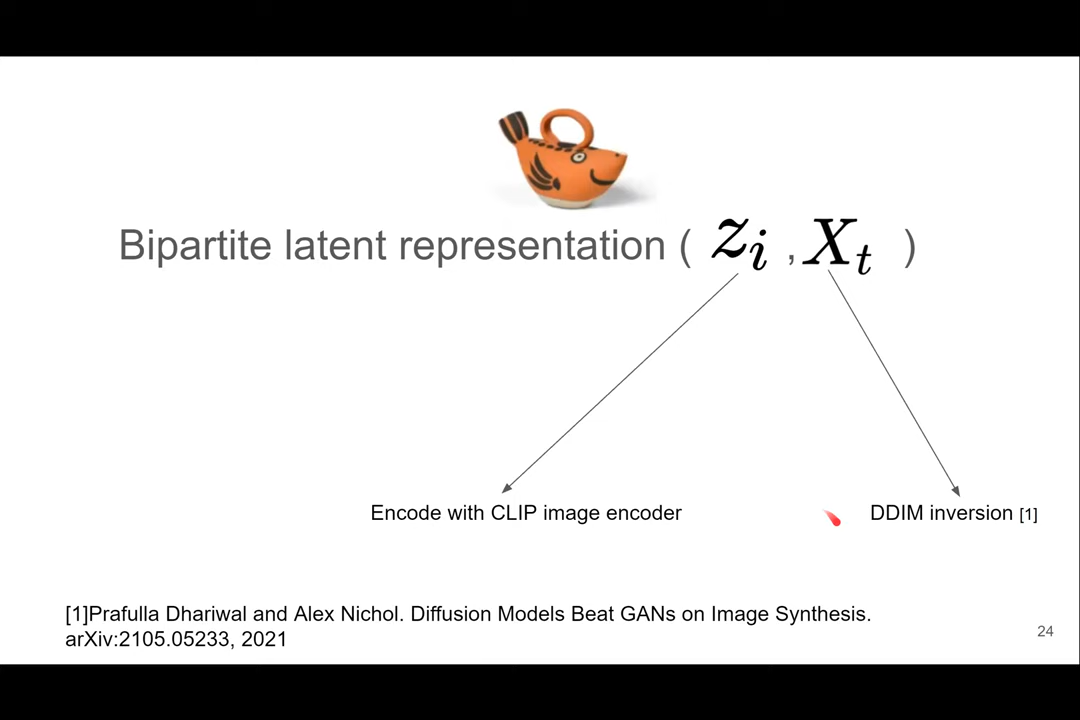 Bipartite latent representation ( z_i , X_t )
Encode with CLIP image encoder
DDIM inversion [1]
[1]Prafulla Dhariwal and Alex Nichol. Diffusion Models Beat GANs on Image Synthesis.
arXiv:2105.05233, 2021
24